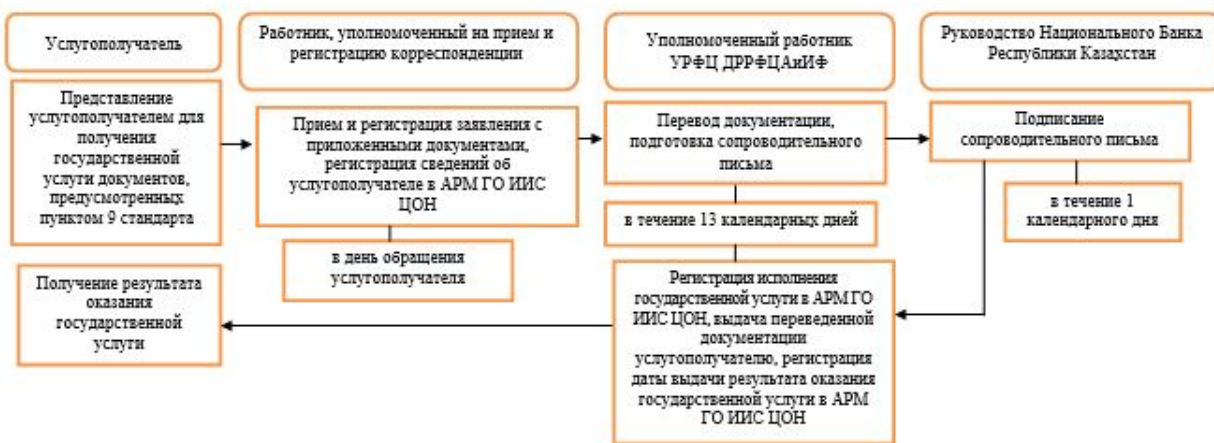 Услугополучатель
Работник, уполномоченный на прием и
регистрацию корреспонденции
Уполномоченный работник
УРФЦ ДРРФЦАиИФ
Руководство Национального Банка
Республики Казахстан
Представление
услугополучателем для
получения
государственной
услуги документов,
предусмотренных
пунктом 9 стандарта
Прием и регистрация заявления с
приложенными документами,
регистрация сведений об
услугополучателе в АРМ ГО ИИС
ЦОН
Перевод документации,
подготовка сопроводительного
письма
Подписание
сопроводительного письма
в день обращения
услугополучателя
в течение 13 календарных дней
в течение 1
календарного дня
Регистрация исполнения
государственной услуги в АРМ ГО
ИИС ЦОН, выдача переведенной
документации
услугополучателю, регистрация
даты выдачи результата оказания
государственной услуги в АРМ
ГО ИИС ЦОН
Получение результата
оказания
государственной
услуги